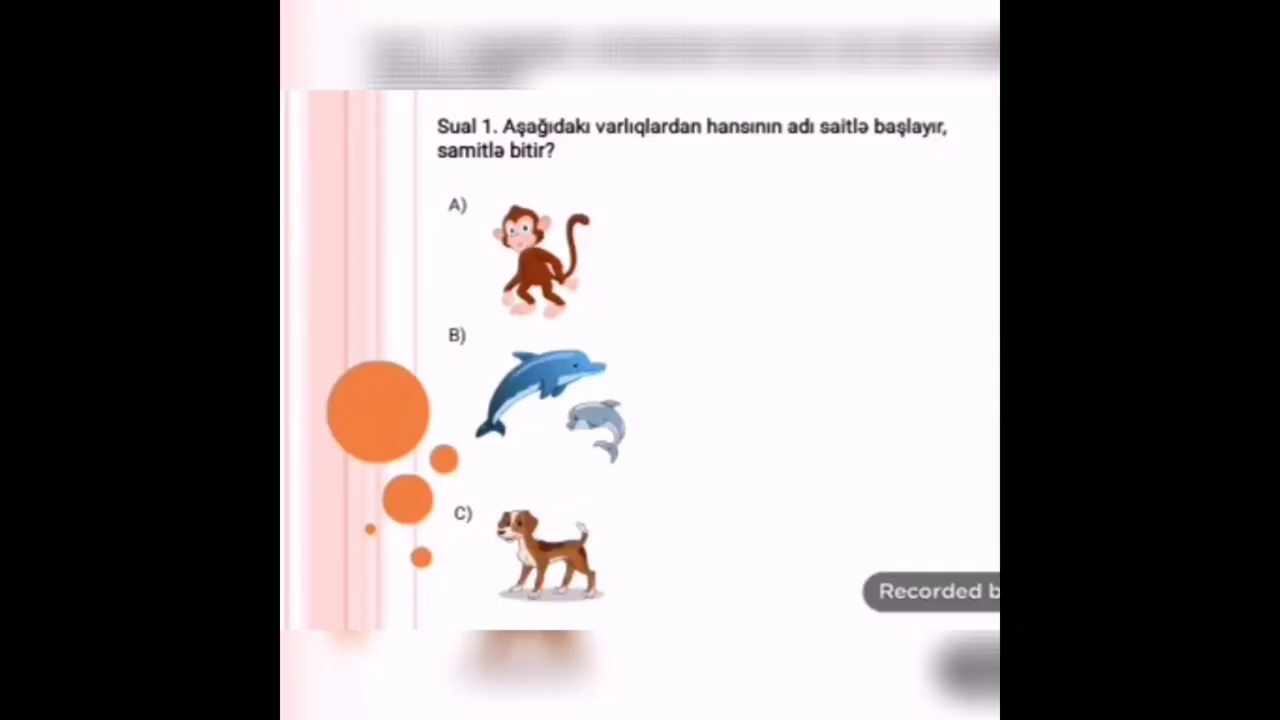 Sual 1. Aşağıdakı varlıqlardan hansının adı saitlə başlayır,
samitlə bitir?
A)
B)
C)
Recorded b